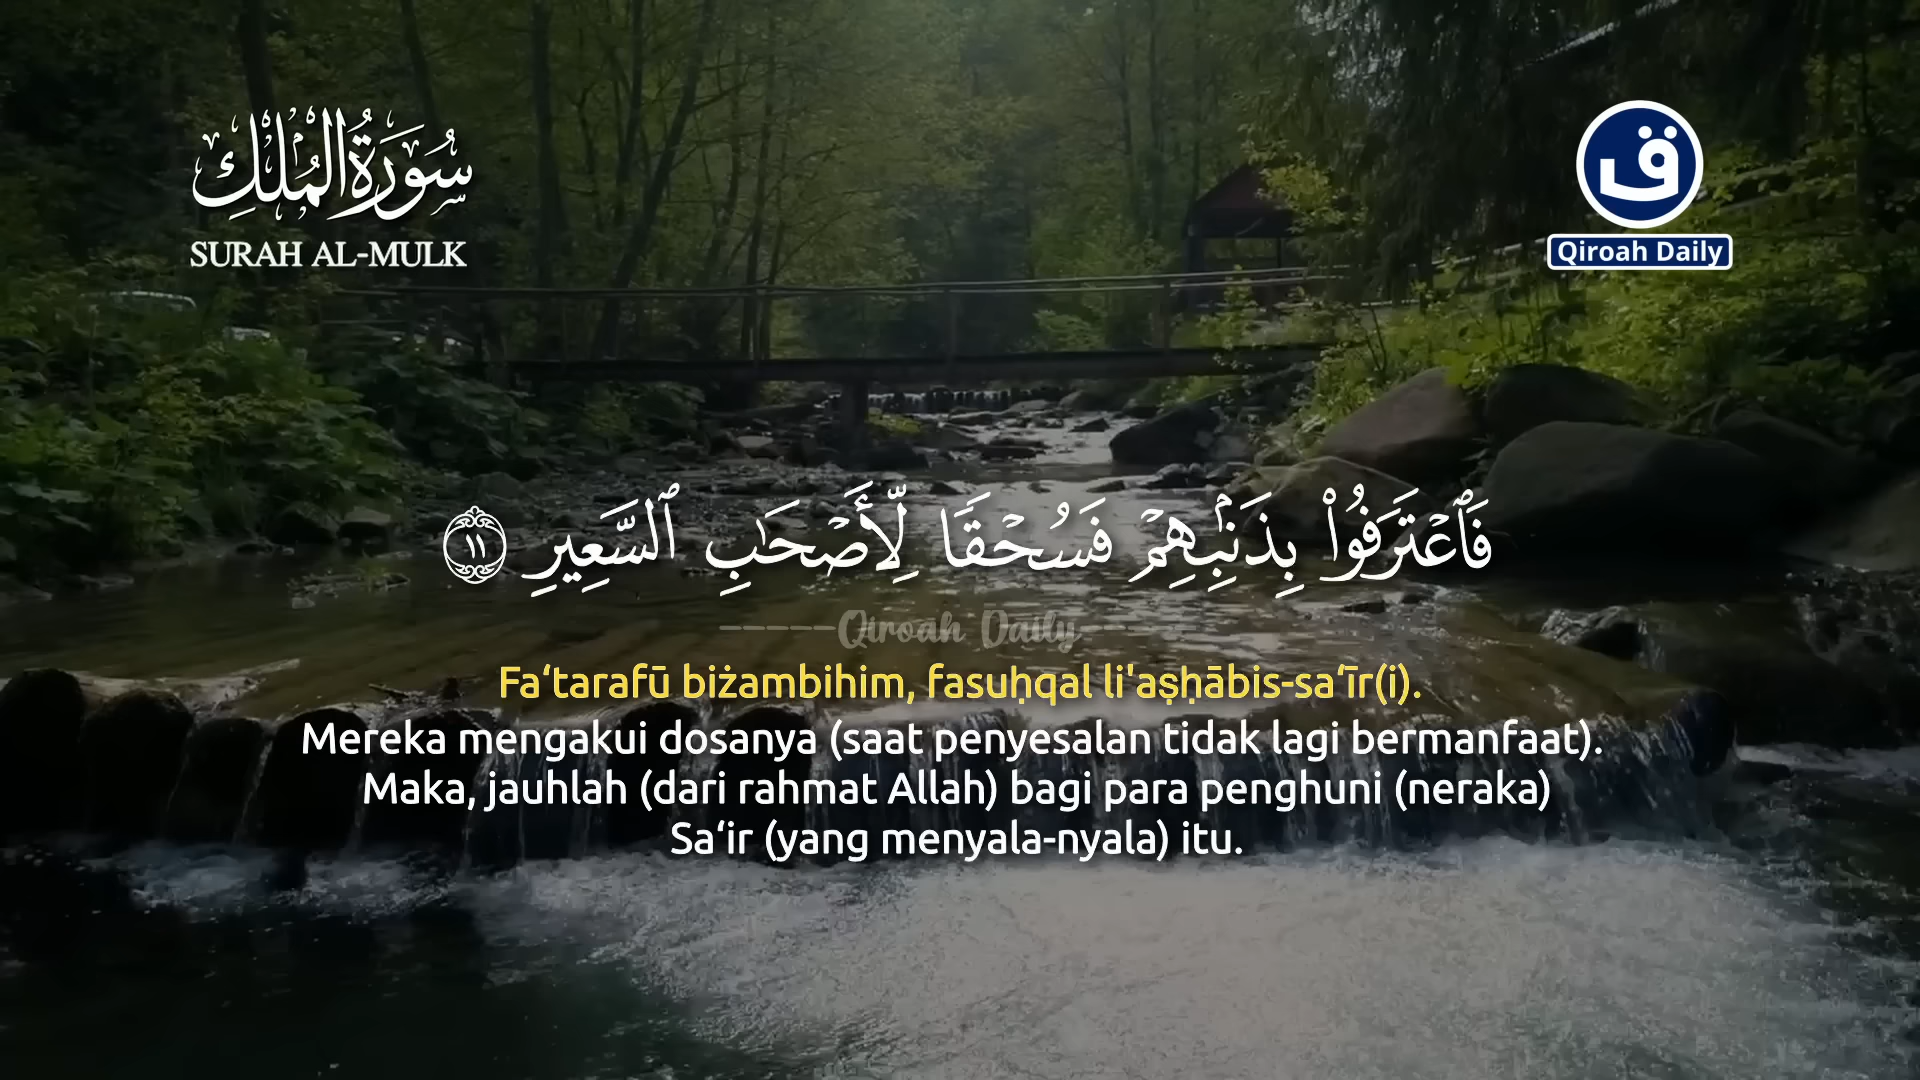 سُورَةُ الْمُلْكِ
SURAH AL-MULK
ق
Qiroah Daily
فَٱعْتَرَفُوا۟ بِذَنۢبِهِمْ فَسُحْقًا لِّأَصْحَـٰبِ ٱلسَّعِيرِ ١١
-----Qiroah Daily-----
Fa‘tarafū biżambihim, fasuḥqal li'aṣḥābis-sa‘īr(i).
Mereka mengakui dosanya (saat penyesalan tidak lagi bermanfaat).
Maka, jauhlah (dari rahmat Allah) bagi para penghuni (neraka)
Sa‘ir (yang menyala-nyala) itu.